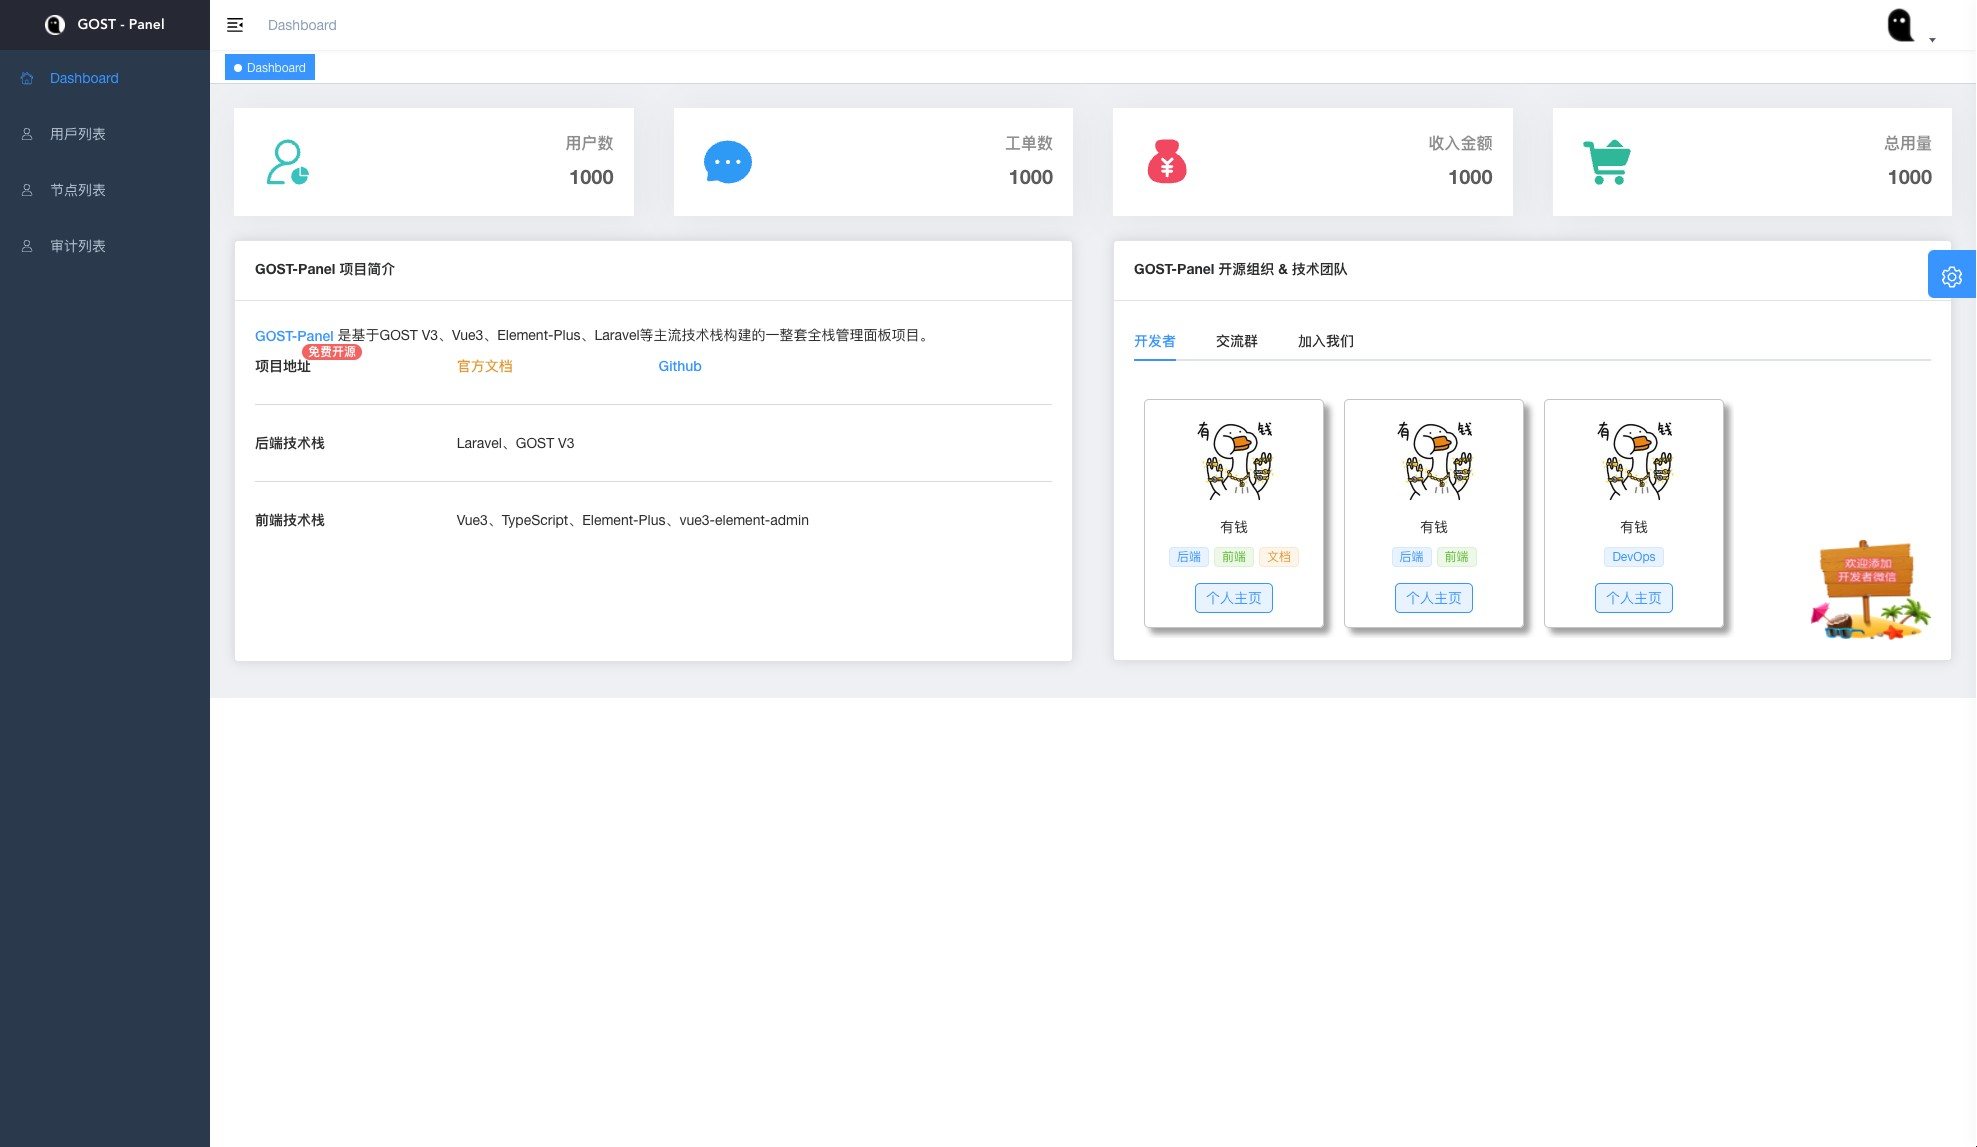 GOST - Panel
Dashboard
Dashboard
Dashboard
用戶列表
节点列表
审计列表
用户数
1000
工单数
1000
收入金额
1000
总用量
1000
GOST-Panel 项目简介
GOST-Panel 是基于GOST V3、Vue3、Element-Plus、Laravel等主流技术栈构建的一整套全栈管理面板项目。
免费开源
项目地址 官方文档 Github
后端技术栈 Laravel、GOST V3
前端技术栈 Vue3、TypeScript、Element-Plus、vue3-element-admin
GOST-Panel 开源组织 & 技术团队
开发者 交流群 加入我们
有钱 有钱 有钱
有钱 有钱 有钱
后端 前端 文档 后端 前端 DevOps
个人主页 个人主页 个人主页
欢迎添加
开发者微信